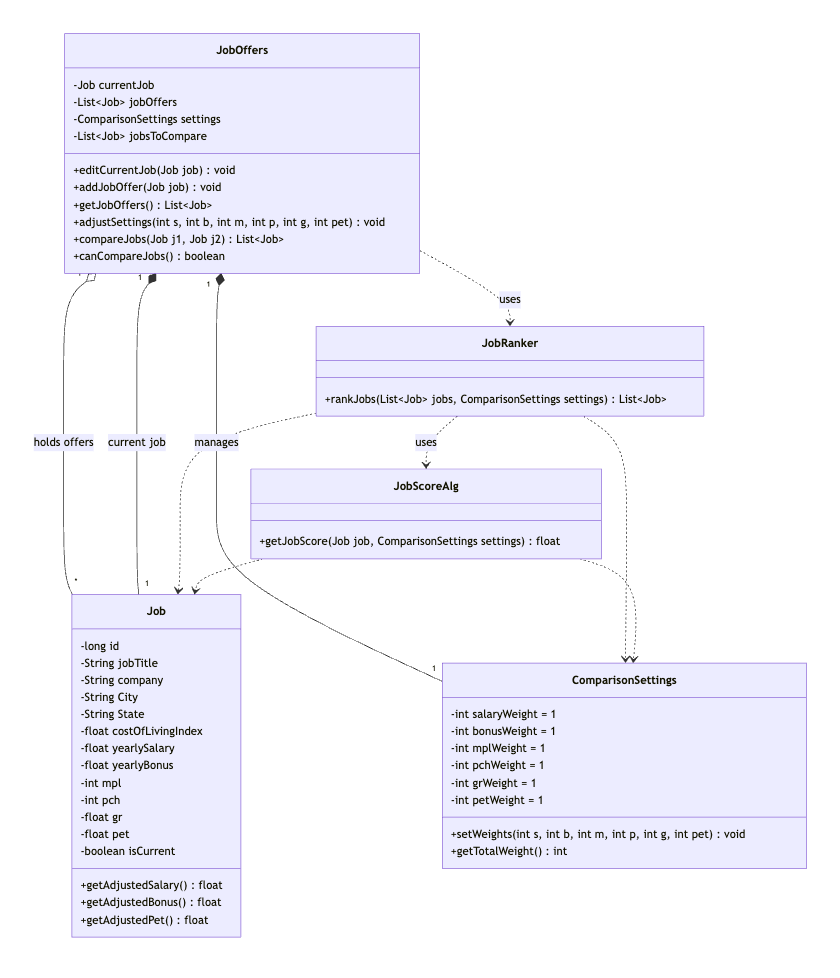 JobOffers
-Job currentJob
-List<Job> jobOffers
-ComparisonSettings settings
-List<Job> jobsToCompare
+editCurrentJob(Job job) : void
+addJobOffer(Job job) : void
+getJobOffers() : List<Job>
+adjustSettings(int s, int b, int m, int p, int g, int pet) : void
+compareJobs(Job j1, Job j2) : List<Job>
+canCompareJobs() : boolean
1
1
uses
JobRanker
+rankJobs(List<Job> jobs, ComparisonSettings settings) : List<Job>
holds offers
current job
manages
uses
JobScoreAlg
+getJobScore(Job job, ComparisonSettings settings) : float
*
1
Job
-long id
-String jobTitle
-String company
-String City
-String State
-float costOfLivingIndex
-float yearlySalary
-float yearlyBonus
-int mpl
-int pch
-float gr
-float pet
-boolean isCurrent
+getAdjustedSalary() : float
+getAdjustedBonus() : float
+getAdjustedPet() : float
1
ComparisonSettings
-int salaryWeight = 1
-int bonusWeight = 1
-int mplWeight = 1
-int pchWeight = 1
-int grWeight = 1
-int petWeight = 1
+setWeights(int s, int b, int m, int p, int g, int pet) : void
+getTotalWeight() : int